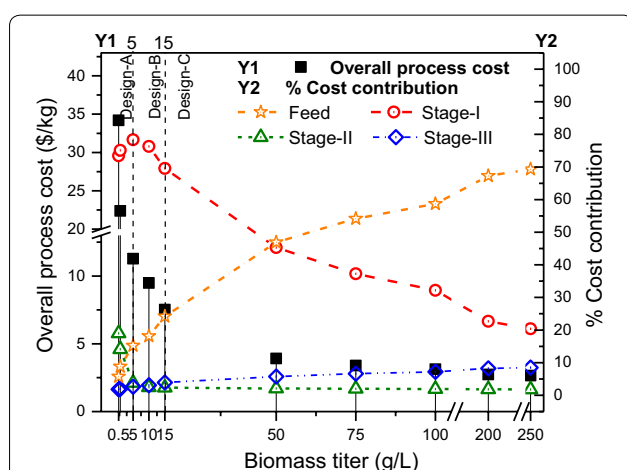 Y1 5 15 Y2
Design-A
Design-B
Design-C
Y1 Overall process cost
Y2 % Cost contribution
Feed Stage-I
Stage-II Stage-III
Overall process cost ($/kg)
40
35
30
25
20
10
5
0
% Cost contribution
100
90
80
70
60
50
40
30
20
10
0
0.5 5 10 15 50 75 100 200 250
Biomass titer (g/L)